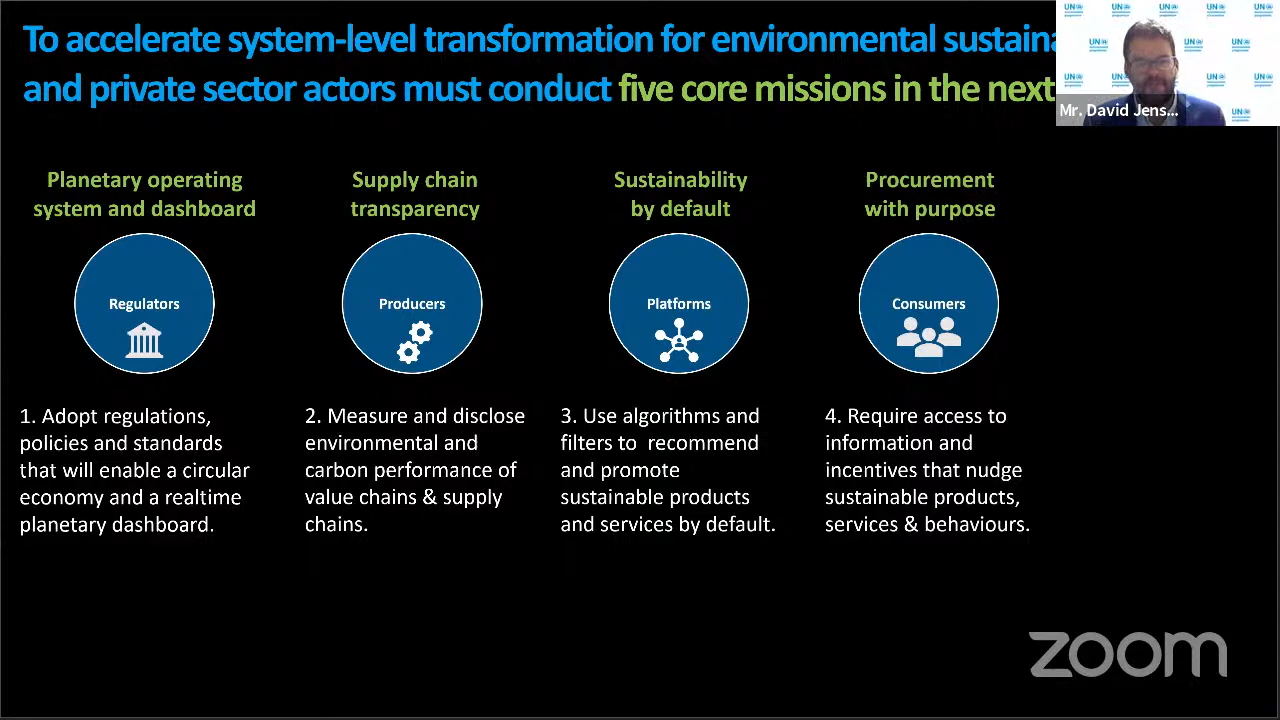 To accelerate system-level transformation for environmental
and private sector actors must conduct five core missions in the next
Mr. David Jens...
Planetary operating
system and dashboard
Supply chain
transparency
Sustainability
by default
Procurement
with purpose
Regulators
Producers
Platforms
Consumers
1. Adopt regulations,
policies and standards
that will enable a circular
economy and a realtime
planetary dashboard.
2. Measure and disclose
environmental and
carbon performance of
value chains & supply
chains.
3. Use algorithms and
filters to recommend
and promote
sustainable products
and services by default.
4. Require access to
information and
incentives that nudge
sustainable products,
services & behaviours.
zoom